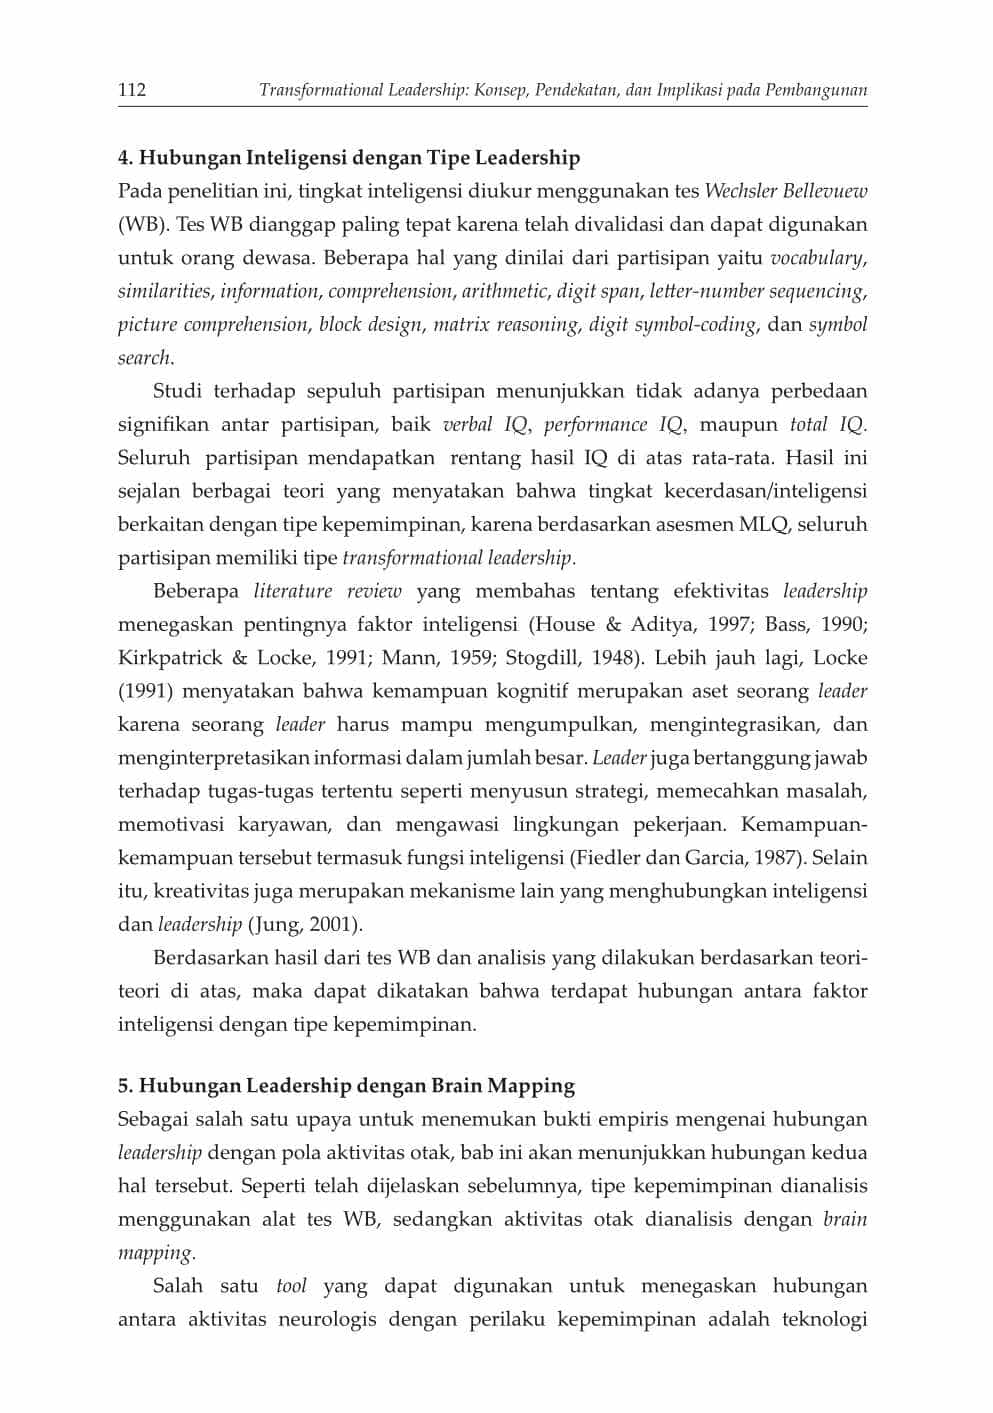 112 Transformational Leadership: Konsep, Pendekatan, dan Implikasi pada Pembangunan
4. Hubungan Inteligensi dengan Tipe Leadership
Pada penelitian ini, tingkat inteligensi diukur menggunakan tes Wechsler Bellevuew
(WB). Tes WB dianggap paling tepat karena telah divalidasi dan dapat digunakan
untuk orang dewasa. Beberapa hal yang dinilai dari partisipan yaitu vocabulary,
similarities, information, comprehension, arithmetic, digit span, letter-number sequencing,
picture comprehension, block design, matrix reasoning, digit symbol-coding, dan symbol
search.
Studi terhadap sepuluh partisipan menunjukkan tidak adanya perbedaan
signifikan antar partisipan, baik verbal IQ, performance IQ, maupun total IQ.
Seluruh partisipan mendapatkan rentang hasil IQ di atas rata-rata. Hasil ini
sejalan berbagai teori yang menyatakan bahwa tingkat kecerdasan/inteligensi
berkaitan dengan tipe kepemimpinan, karena berdasarkan asesmen MLQ, seluruh
partisipan memiliki tipe transformational leadership.
Beberapa literature review yang membahas tentang efektivitas leadership
menegaskan pentingnya faktor inteligensi (House & Aditya, 1997; Bass, 1990;
Kirkpatrick & Locke, 1991; Mann, 1959; Stogdill, 1948). Lebih jauh lagi, Locke
(1991) menyatakan bahwa kemampuan kognitif merupakan aset seorang leader
karena seorang leader harus mampu mengumpulkan, mengintegrasikan, dan
menginterpretasikan informasi dalam jumlah besar. Leader juga bertanggung jawab
terhadap tugas-tugas tertentu seperti menyusun strategi, memecahkan masalah,
memotivasi karyawan, dan mengawasi lingkungan pekerjaan. Kemampuan-
kemampuan tersebut termasuk fungsi inteligensi (Fiedler dan Garcia, 1987). Selain
itu, kreativitas juga merupakan mekanisme lain yang menghubungkan inteligensi
dan leadership (Jung, 2001).
Berdasarkan hasil dari tes WB dan analisis yang dilakukan berdasarkan teori-
teori di atas, maka dapat dikatakan bahwa terdapat hubungan antara faktor
inteligensi dengan tipe kepemimpinan.
5. Hubungan Leadership dengan Brain Mapping
Sebagai salah satu upaya untuk menemukan bukti empiris mengenai hubungan
leadership dengan pola aktivitas otak, bab ini akan menunjukkan hubungan kedua
hal tersebut. Seperti telah dijelaskan sebelumnya, tipe kepemimpinan dianalisis
menggunakan alat tes WB, sedangkan aktivitas otak dianalisis dengan brain
mapping.
Salah satu tool yang dapat digunakan untuk menegaskan hubungan
antara aktivitas neurologis dengan perilaku kepemimpinan adalah teknologi